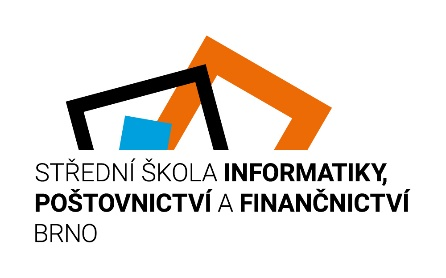 STŘEDNÍ ŠKOLA INFORMATIKY,
POŠTOVNICTVÍ A FINANČNICTVÍ
BRNO